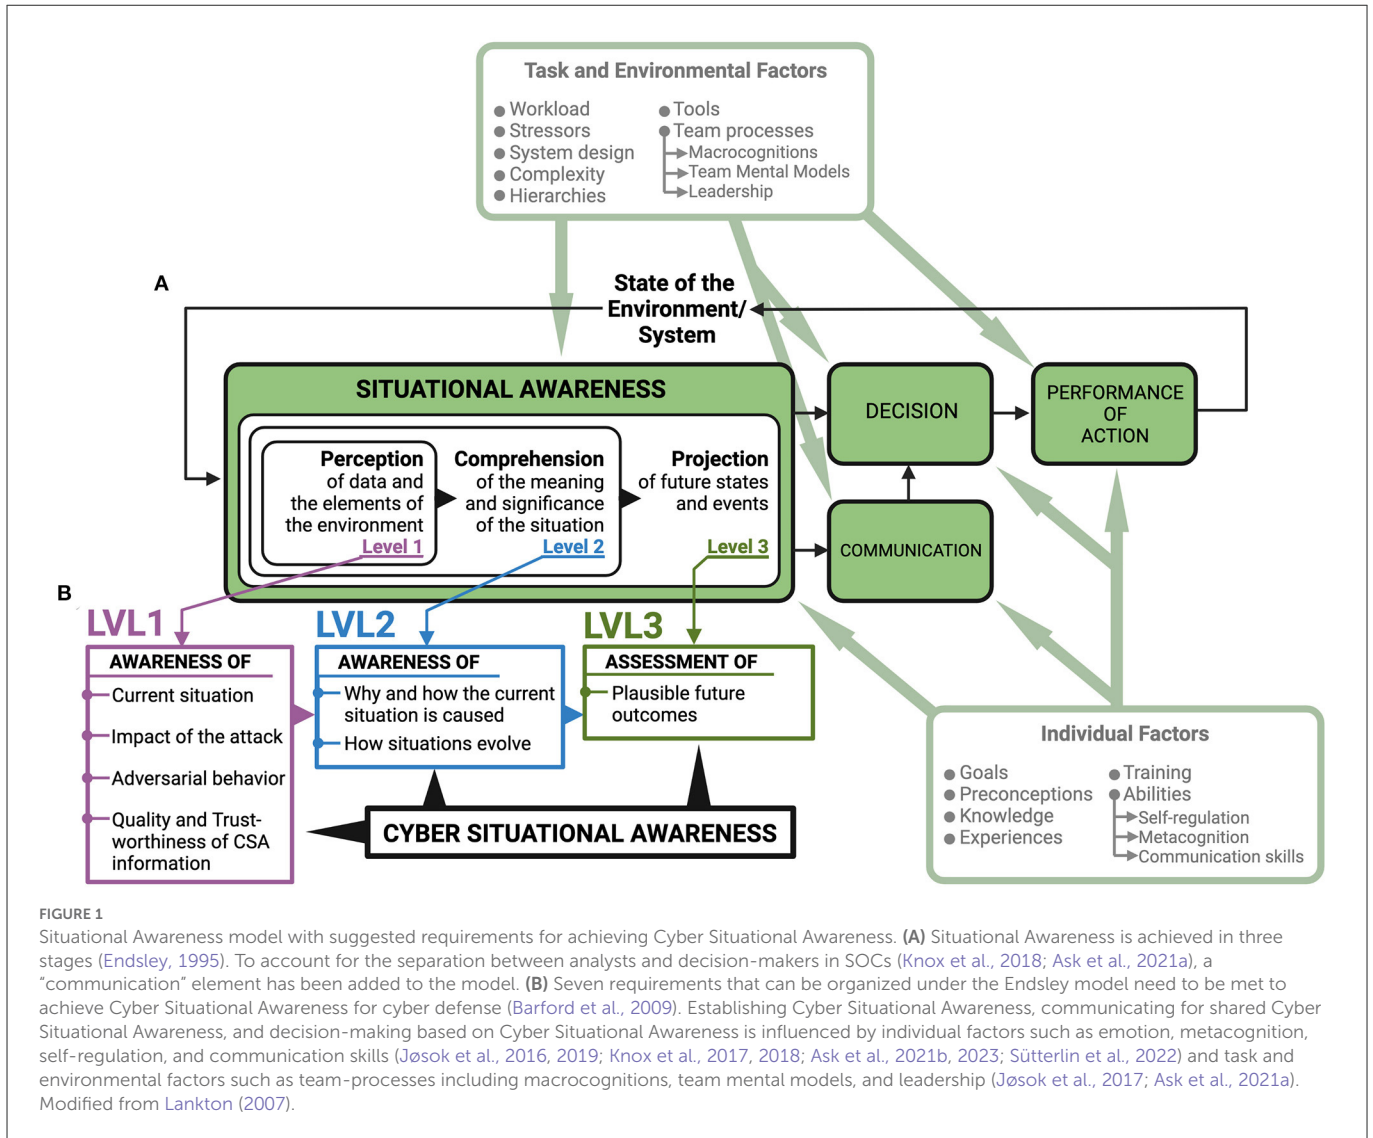 Task and Environmental Factors
Workload
Stressors
System design
Complexity
Hierarchies
Tools
Team processes
Macrocognitions
Team Mental Models
Leadership
A
State of the
Environment/
System
SITUATIONAL AWARENESS
Perception
of data and
the elements of
the environment
Level 1
Comprehension
of the meaning
and significance
of the situation
Level 2
Projection
of future states
and events
Level 3
DECISION
PERFORMANCE
OF
ACTION
COMMUNICATION
B
LVL1
AWARENESS OF
Current situation
Impact of the attack
Adversarial behavior
Quality and Trust-
worthiness of CSA
information
LVL2
AWARENESS OF
Why and how the current
situation is caused
How situations evolve
LVL3
ASSESSMENT OF
Plausible future
outcomes
CYBER SITUATIONAL AWARENESS
Individual Factors
Goals
Preconceptions
Knowledge
Experiences
Training
Abilities
Self-regulation
Metacognition
Communication skills
FIGURE 1
Situational Awareness model with suggested requirements for achieving Cyber Situational Awareness. (A) Situational Awareness is achieved in three
stages (Endsley, 1995). To account for the separation between analysts and decision-makers in SOCs (Knox et al., 2018; Ask et al., 2021a), a
“communication” element has been added to the model. (B) Seven requirements that can be organized under the Endsley model need to be met to
achieve Cyber Situational Awareness for cyber defense (Barford et al., 2009). Establishing Cyber Situational Awareness, communicating for shared Cyber
Situational Awareness, and decision-making based on Cyber Situational Awareness is influenced by individual factors such as emotion, metacognition,
self-regulation, and communication skills (Jøsok et al., 2016, 2019; Knox et al., 2017, 2018; Ask et al., 2021b, 2023; Sütterlin et al., 2022) and task and
environmental factors such as team-processes including macrocognitions, team mental models, and leadership (Jøsok et al., 2017; Ask et al., 2021a).
Modified from Lankton (2007).